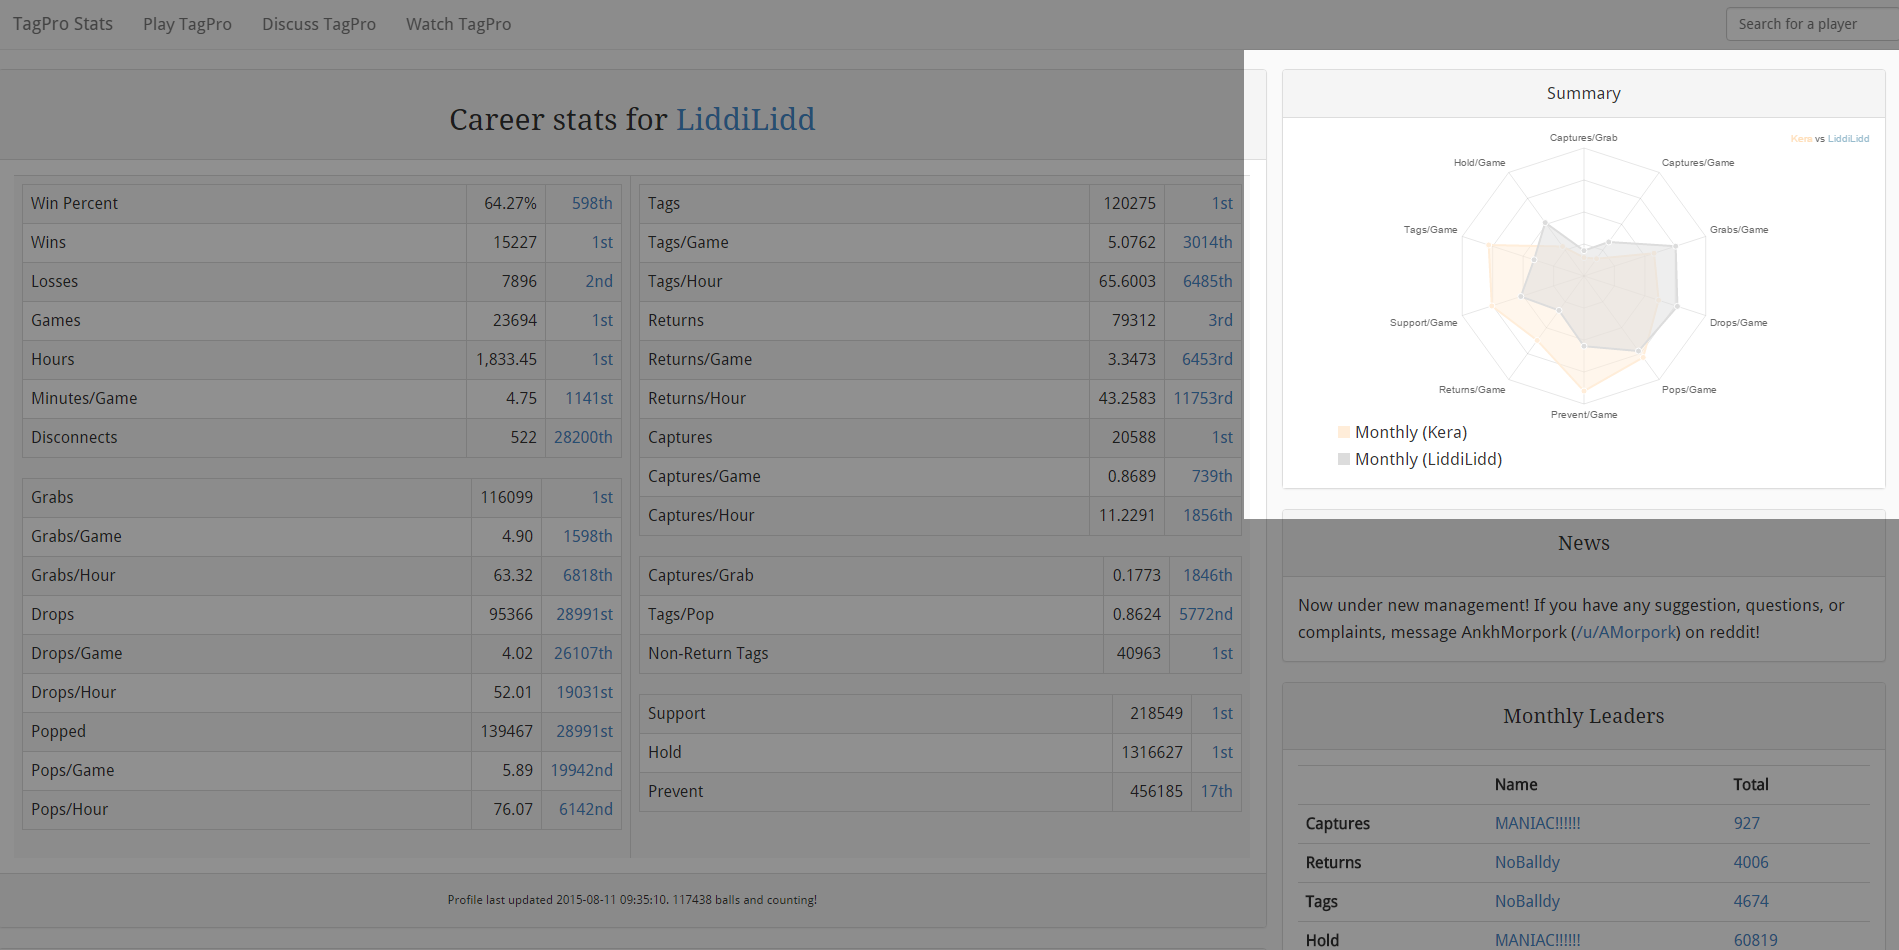 TagPro Stats Play TagPro Discuss TagPro Watch TagPro Search for a player
Career stats for LiddiLidd
Win Percent 64.27% 598th
Wins 15227 1st
Losses 7896 2nd
Games 23694 1st
Hours 1,833.45 1st
Minutes/Game 4.75 1141st
Disconnects 522 28200th
Grabs 116099 1st
Grabs/Game 4.90 1598th
Grabs/Hour 63.32 6818th
Drops 95366 28991st
Drops/Game 4.02 26107th
Drops/Hour 52.01 19031st
Popped 139467 28991st
Pops/Game 5.89 19942nd
Pops/Hour 76.07 6142nd
Tags 120275 1st
Tags/Game 5.0762 3014th
Tags/Hour 65.6003 6485th
Returns 79312 3rd
Returns/Game 3.3473 6453rd
Returns/Hour 43.2583 11753rd
Captures 20588 1st
Captures/Game 0.8689 739th
Captures/Hour 11.2291 1856th
Captures/Grab 0.1773 1846th
Tags/Pop 0.8624 5772nd
Non-Return Tags 40963 1st
Support 218549 1st
Hold 1316627 1st
Prevent 456185 17th
Profile last updated 2015-08-11 09:35:10. 117438 balls and counting!
Summary
Kera vs LiddiLidd
Captures/Grab
Captures/Game
Grabs/Game
Drops/Game
Pops/Game
Prevent/Game
Returns/Game
Support/Game
Tags/Game
Hold/Game
Monthly (Kera)
Monthly (LiddiLidd)
News
Now under new management! If you have any suggestion, questions, or
complaints, message AnkhMorpork (/u/AMorpork) on reddit!
Monthly Leaders
Name Total
Captures MANIAC!!!!!! 927
Returns NoBalldy 4006
Tags NoBalldy 4674
Hold MANIAC!!!!!! 60819